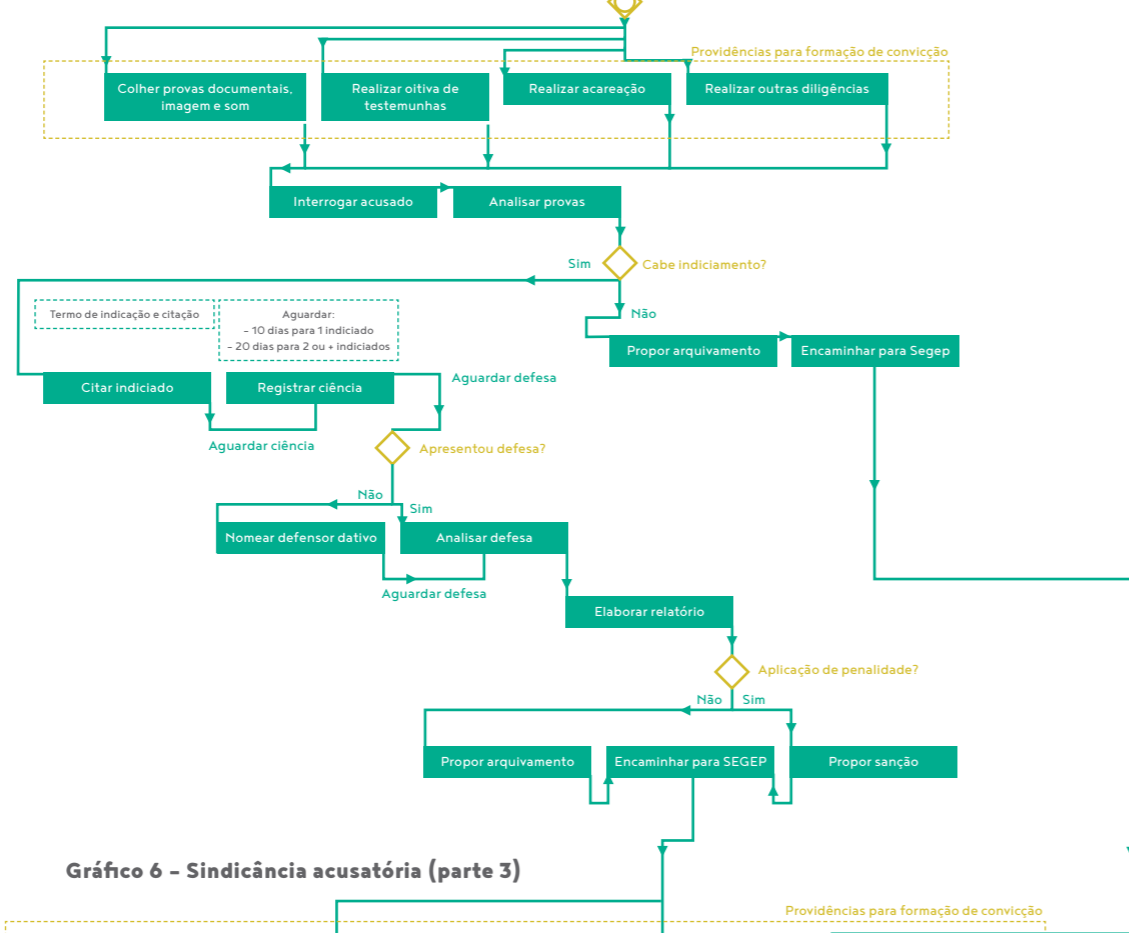 Providências para formação de convicção
Colher provas documentais,
imagem e som
Realizar oitiva de
testemunhas
Realizar acareação
Realizar outras diligências
Interrogar acusado
Analisar provas
Sim
Cabe indiciamento?
Não
Termo de indicação e citação
Aguardar:
- 10 dias para 1 indiciado
- 20 dias para 2 ou + indiciados
Propor arquivamento
Encaminhar para Segep
Citar indiciado
Registrar ciência
Aguardar defesa
Aguardar ciência
Apresentou defesa?
Não
Sim
Nomear defensor dativo
Analisar defesa
Aguardar defesa
Elaborar relatório
Aplicação de penalidade?
Não
Sim
Propor arquivamento
Encaminhar para SEGEP
Propor sanção
Gráfico 6 - Sindicância acusatória (parte 3)
Providências para formação de convicção